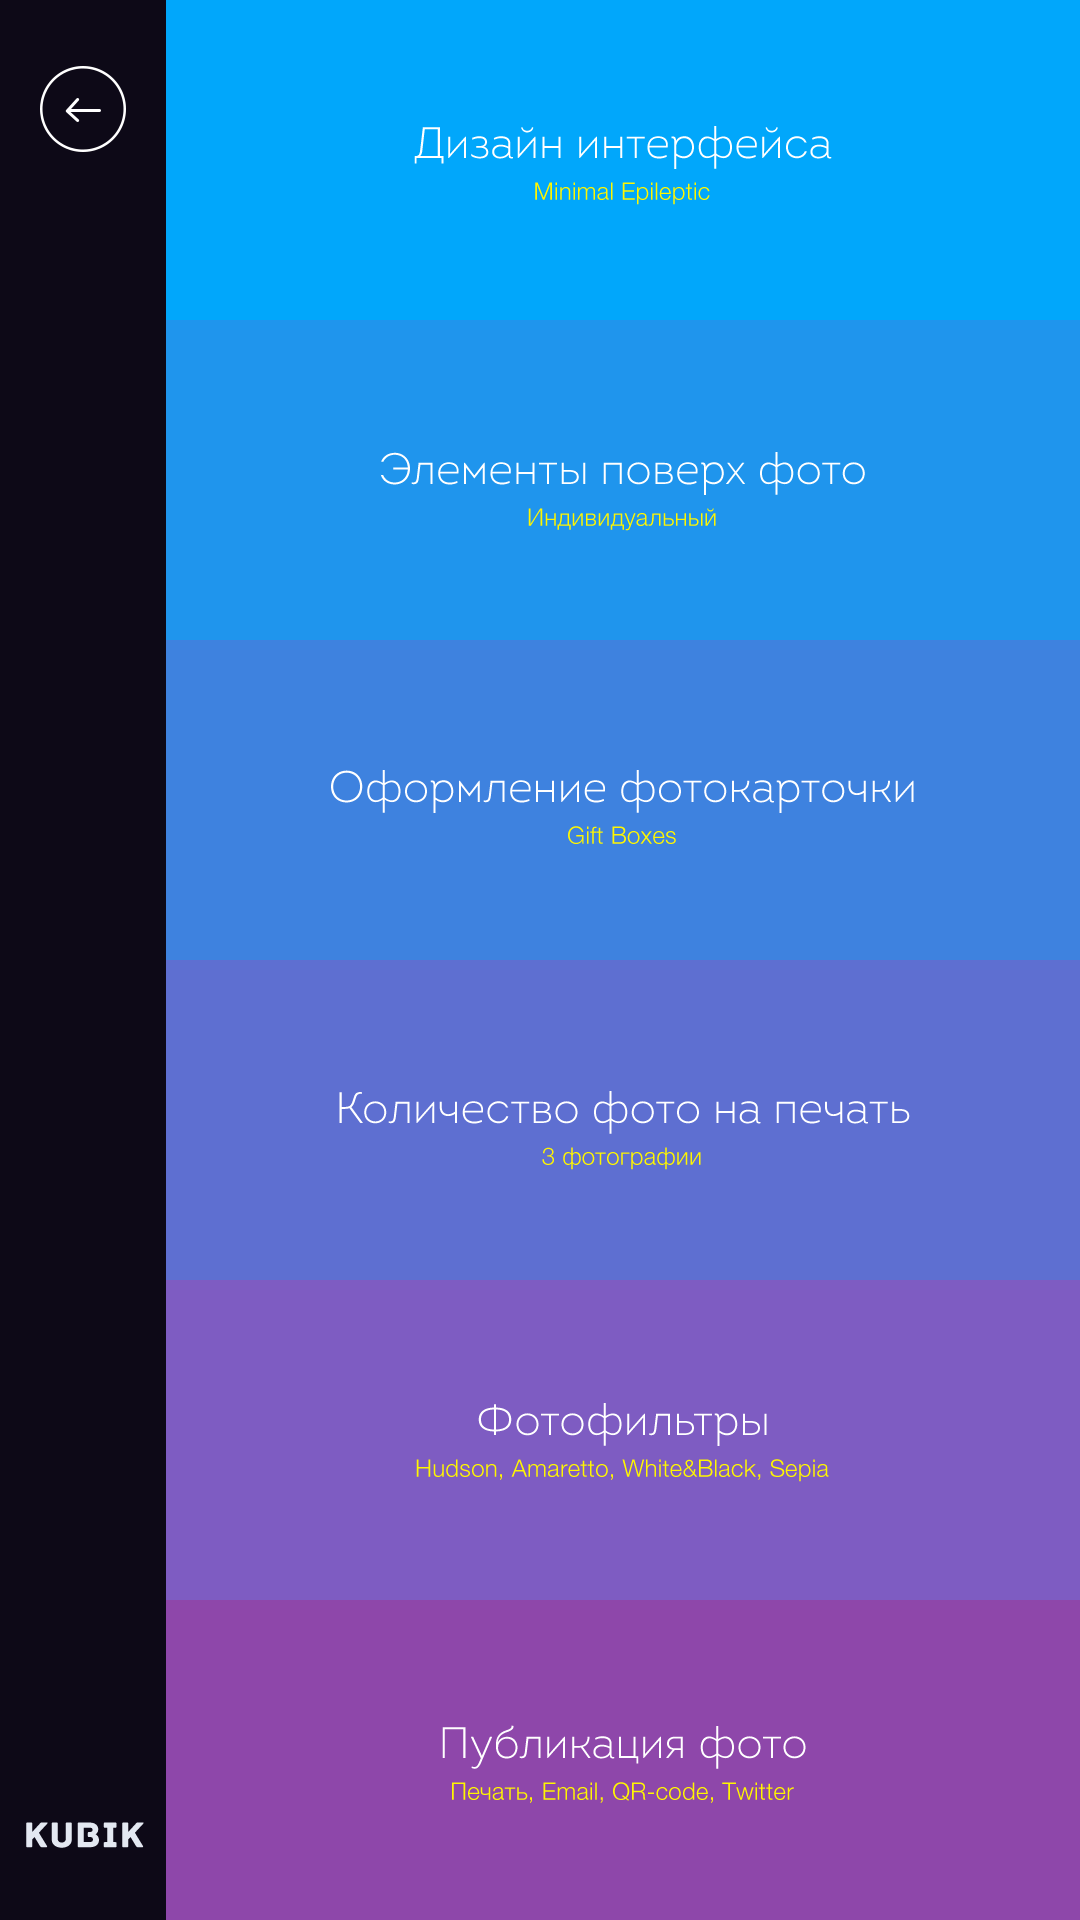 Дизайн интерфейса
Minimal Epileptic
Элементы поверх фото
Индивидуальный
Оформление фотокарточки
Gift Boxes
Количество фото на печать
3 фотографии
Фотофильтры
Hudson, Amaretto, White&Black, Sepia
Публикация фото
Печать, Email, QR-code, Twitter
KUBIK